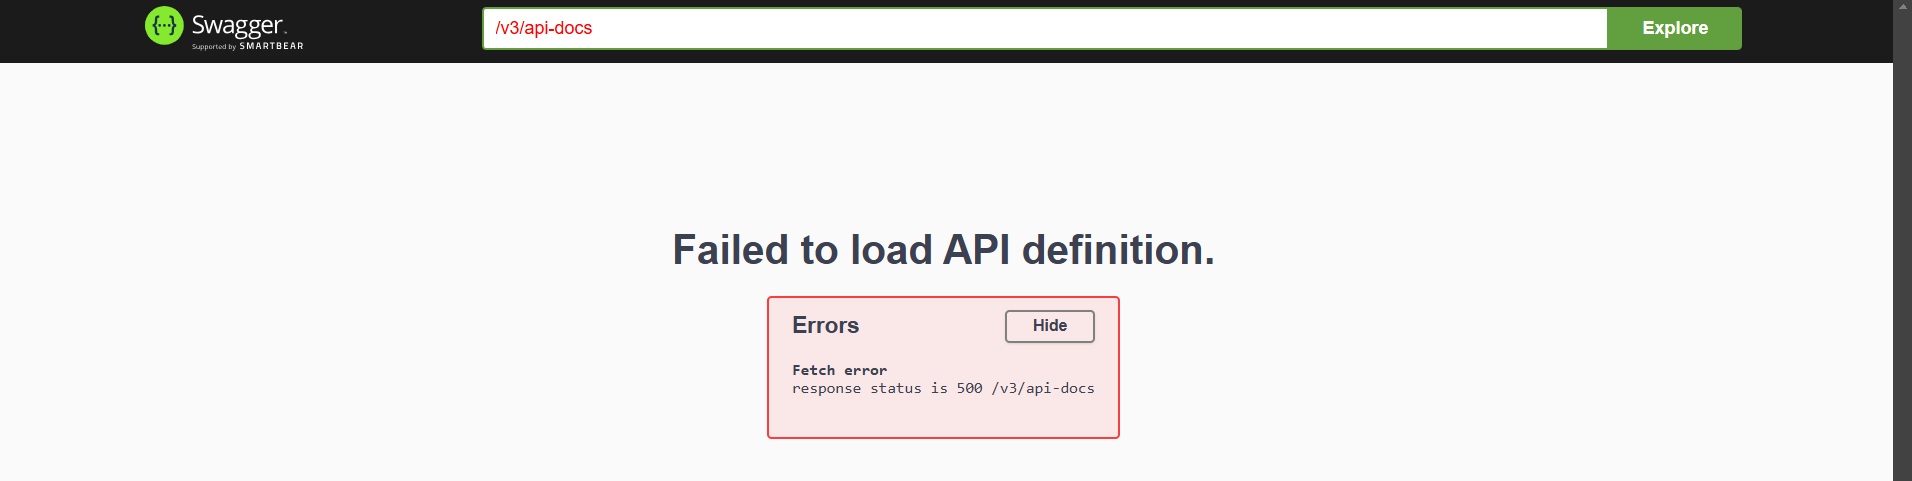 Swagger.
Supported by SMARTBEAR
/v3/api-docs
Explore
Failed to load API definition.
Errors
Hide
Fetch error
response status is 500 /v3/api-docs